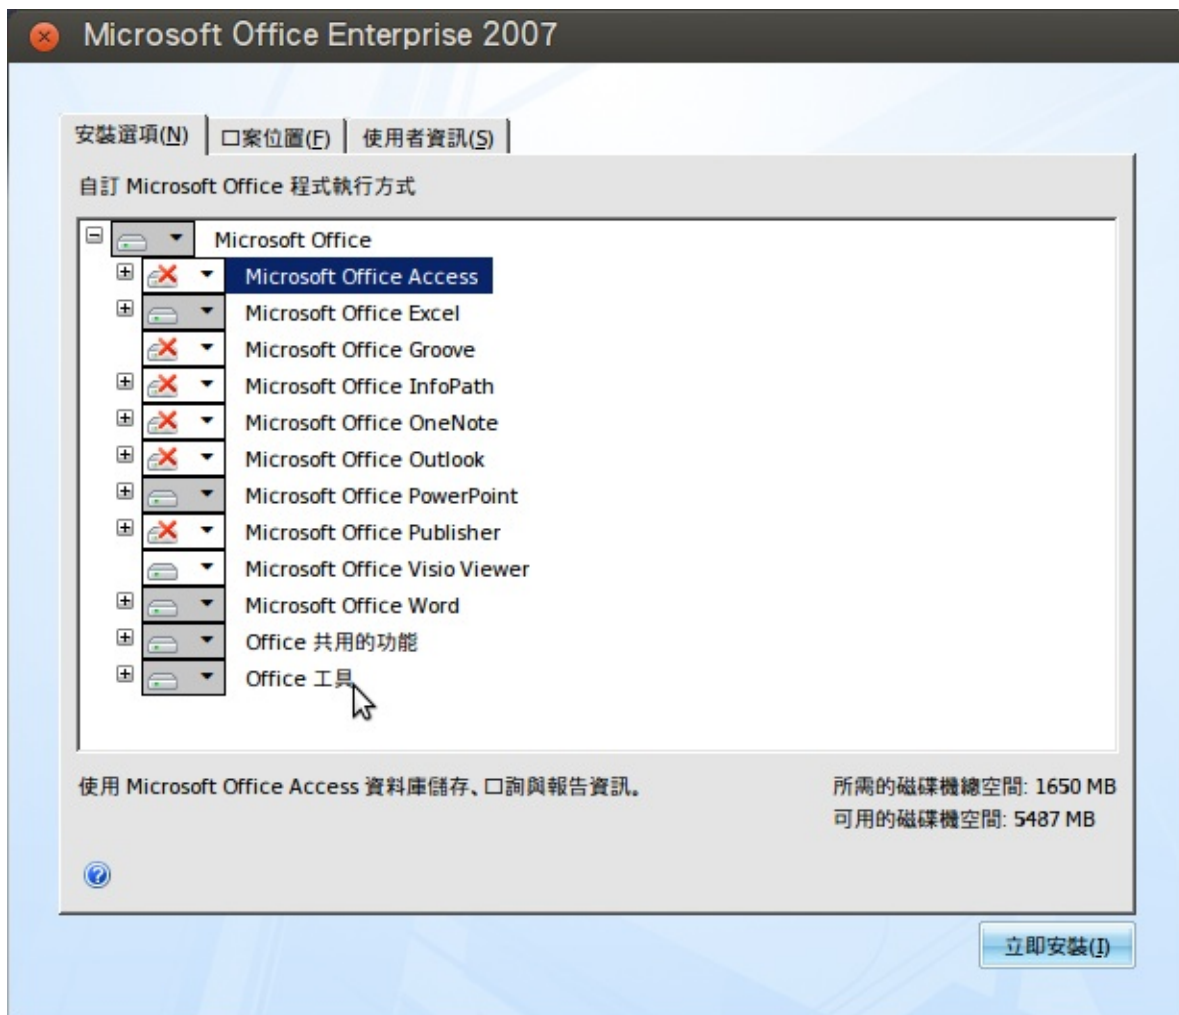 Microsoft Office Enterprise 2007
安裝選項(N) 口案位置(F) 使用者資訊(S)
自訂 Microsoft Office 程式執行方式
Microsoft Office
Microsoft Office Access
Microsoft Office Excel
Microsoft Office Groove
Microsoft Office InfoPath
Microsoft Office OneNote
Microsoft Office Outlook
Microsoft Office PowerPoint
Microsoft Office Publisher
Microsoft Office Visio Viewer
Microsoft Office Word
Office 共用的功能
Office 工具
使用 Microsoft Office Access 資料庫儲存、口詢與報告資訊。
所需的磁碟機總空間: 1650 MB
可用的磁碟機空間: 5487 MB
立即安裝(I)